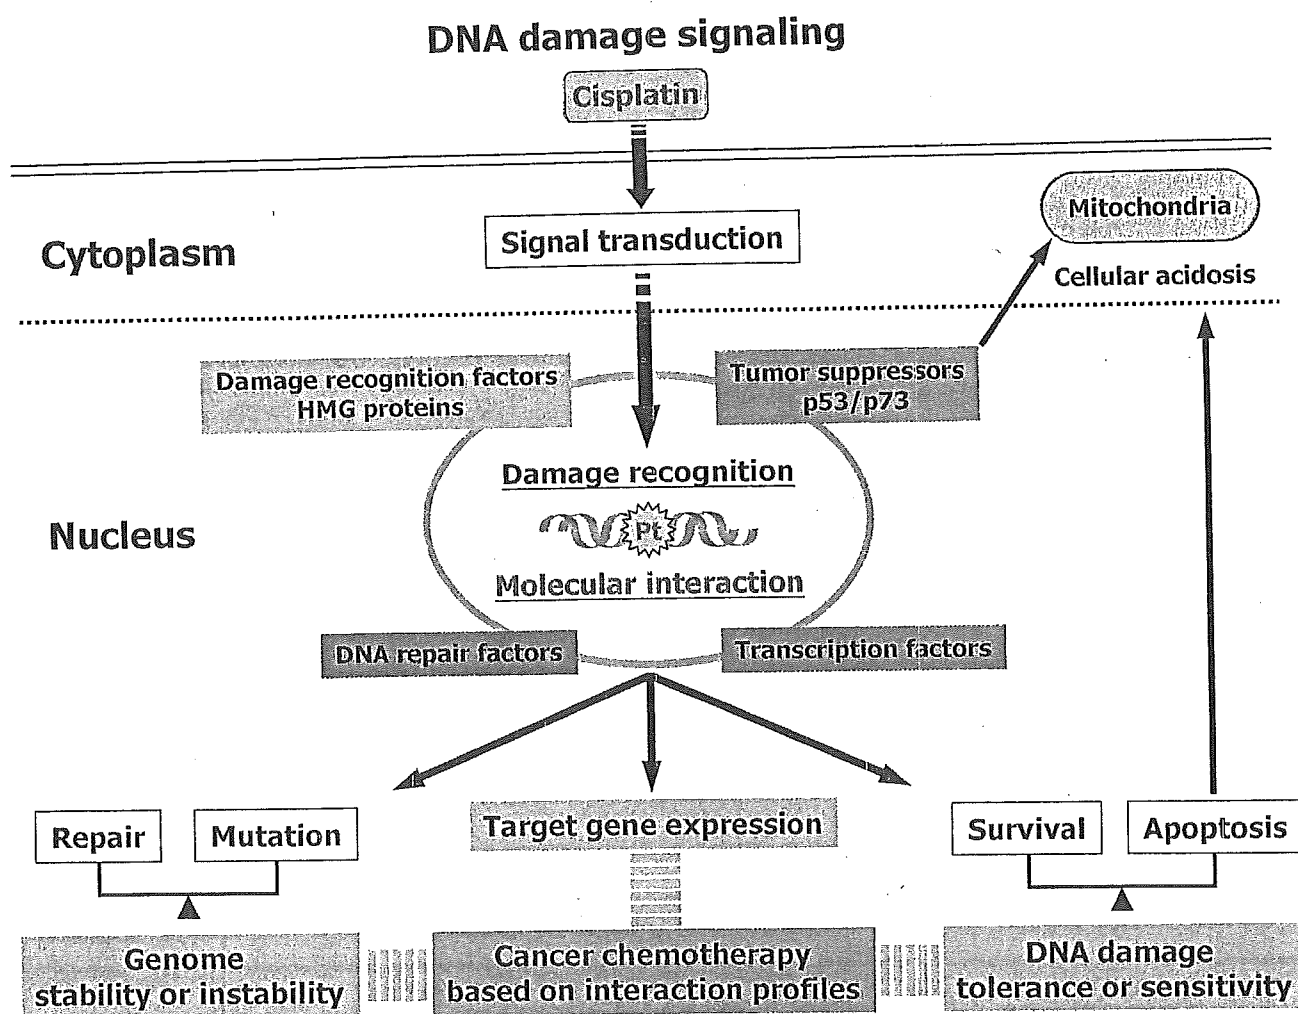 DNA damage signaling
Cisplatin
Cytoplasm
Signal transduction
Mitochondria
Cellular acidosis
Damage recognition factors
HMG proteins
Tumor suppressors
p53/p73
Damage recognition
Nucleus
Pt
Molecular interaction
DNA repair factors
Transcription factors
Repair
Mutation
Target gene expression
Survival
Apoptosis
Genome
stability or instability
Cancer chemotherapy
based on interaction profiles
DNA damage
tolerance or sensitivity